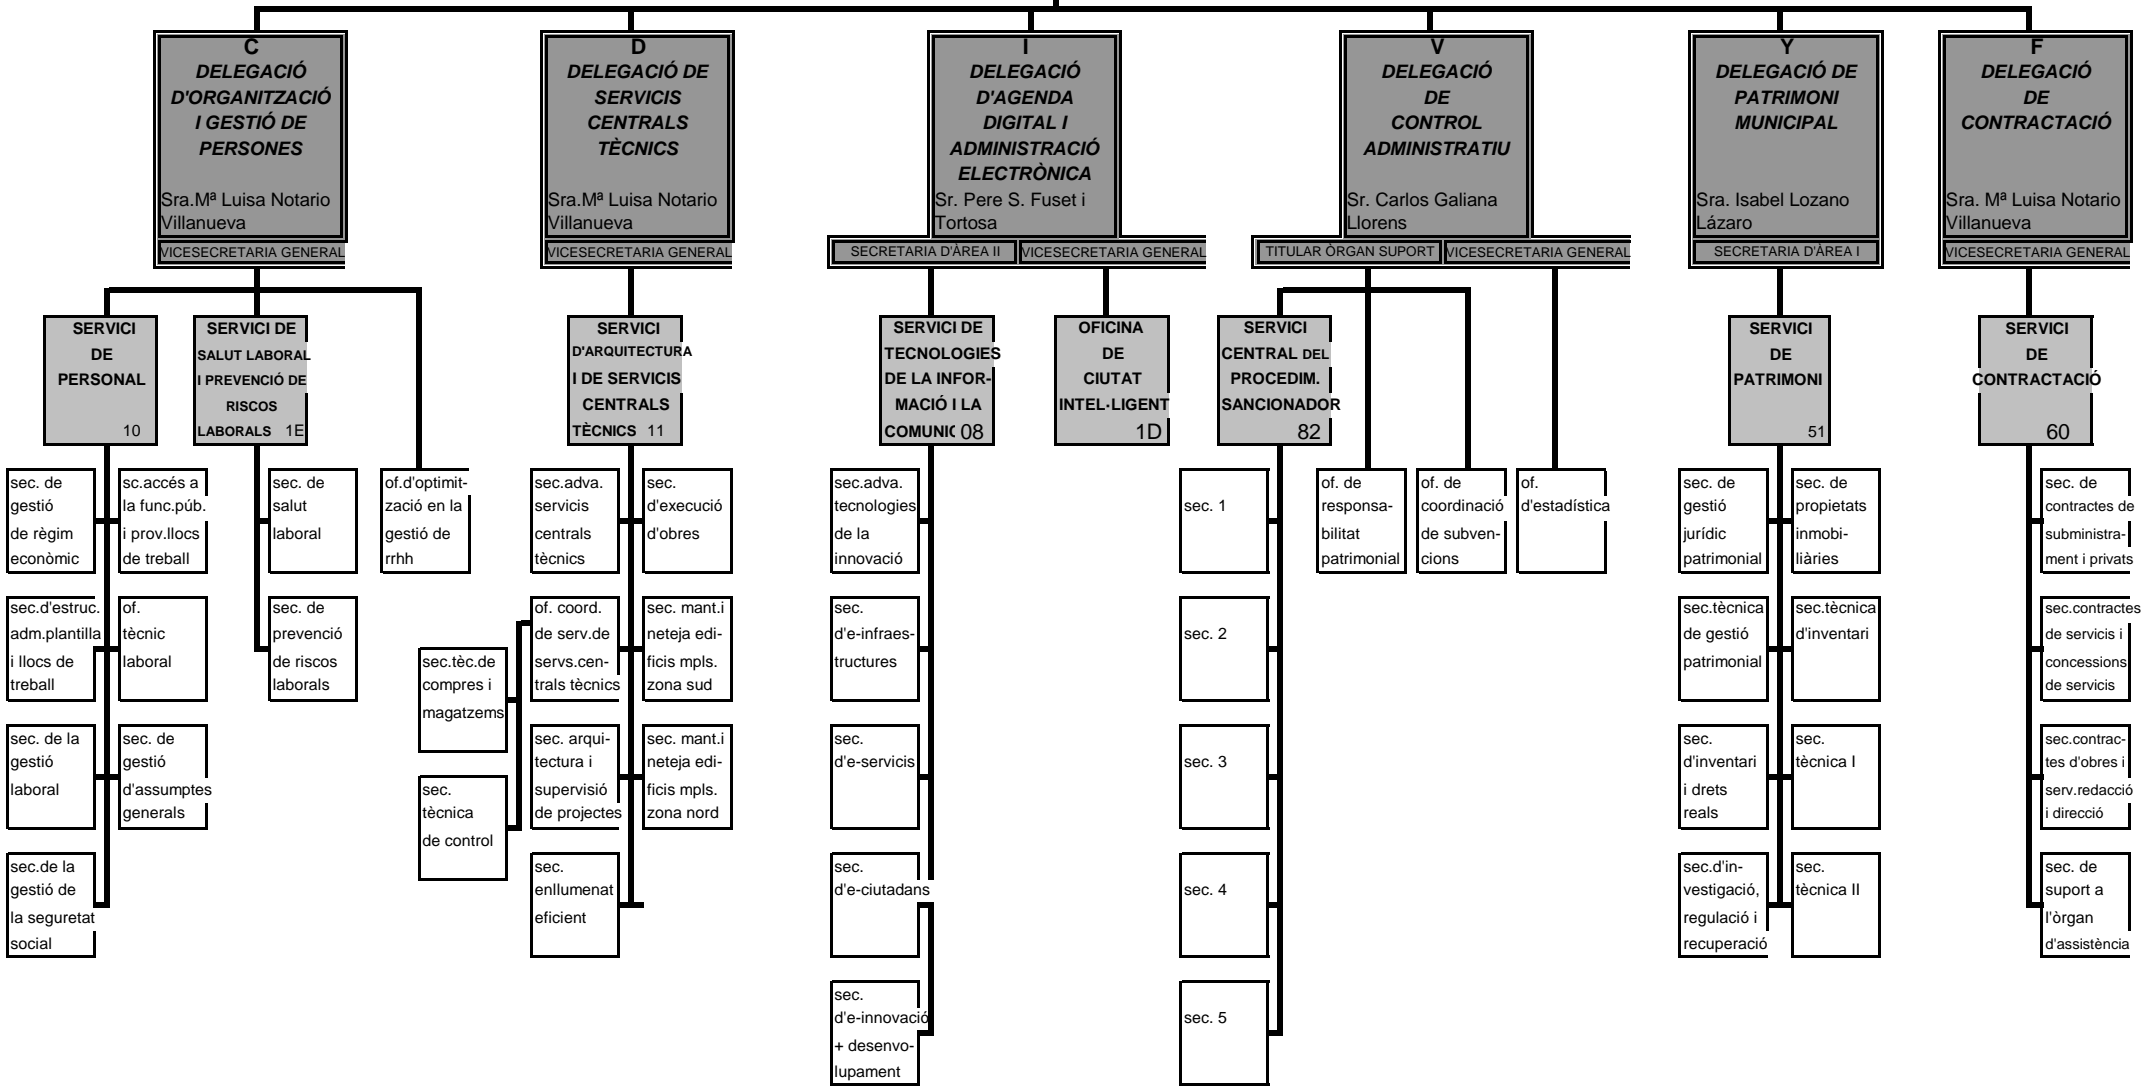 C
DELEGACIÓ
D'ORGANITZACIÓ
I GESTIÓ DE
PERSONES
Sra.Mª Luisa Notario
Villanueva
VICESECRETARIA GENERAL
D
DELEGACIÓ DE
SERVICIS
CENTRALS
TÈCNICS
Sra.Mª Luisa Notario
Villanueva
VICESECRETARIA GENERAL
I
DELEGACIÓ
D'AGENDA
DIGITAL I
ADMINISTRACIÓ
ELECTRÒNICA
Sr. Pere S. Fuset i
Tortosa
SECRETARIA D'ÀREA II
VICESECRETARIA GENERAL
V
DELEGACIÓ
DE
CONTROL
ADMINISTRATIU
Sr. Carlos Galiana
Llorens
TITULAR ÒRGAN SUPORT
VICESECRETARIA GENERAL
Y
DELEGACIÓ DE
PATRIMONI
MUNICIPAL
Sra. Isabel Lozano
Lázaro
SECRETARIA D'ÀREA I
F
DELEGACIÓ
DE
CONTRACTACIÓ
Sra. Mª Luisa Notario
Villanueva
VICESECRETARIA GENERAL
SERVICI
DE
PERSONAL
10
SERVICI DE
SALUT LABORAL
I PREVENCIÓ DE
RISCOS
LABORALS 1E
SERVICI
D'ARQUITECTURA
I DE SERVICIS
CENTRALS
TÈCNICS 11
SERVICI DE
TECNOLOGIES
DE LA INFOR-
MACIÓ I LA
COMUNIC 08
OFICINA
DE
CIUTAT
INTEL·LIGENT
1D
SERVICI
CENTRAL DEL
PROCEDIM.
SANCIONADOR
82
SERVICI
DE
PATRIMONI
51
SERVICI
DE
CONTRACTACIÓ
60
sec. de
gestió
de règim
econòmic
sc.accés a
la func.púb.
i prov.llocs
de treball
sec.d'estruc.
adm.plantilla
i llocs de
treball
of.
tècnic
laboral
sec. de la
gestió
laboral
sec. de
gestió
d'assumptes
generals
sec.de la
gestió de
la seguretat
social
sec. de
salut
laboral
sec. de
prevenció
de riscos
laborals
of.d'optimit-
zació en la
gestió de
rrhh
sec.adva.
servicis
centrals
tècnics
sec.
d'execució
d'obres
of. coord.
de serv.de
servs.cen-
trals tècnics
sec. mant.i
neteja edi-
ficis mpls.
zona sud
sec.tèc.de
compres i
magatzems
sec.
tècnica
de control
sec. arqui-
tectura i
supervisió
de projectes
sec. mant.i
neteja edi-
ficis mpls.
zona nord
sec.
enllumenat
eficient
sec.adva.
tecnologies
de la
innovació
sec.
d'e-infraes-
tructures
sec.
d'e-servicis
sec.
d'e-ciutadans
sec.
d'e-innovació
+ desenvo-
lupament
sec. 1
sec. 2
sec. 3
sec. 4
sec. 5
of. de
responsa-
bilitat
patrimonial
of. de
coordinació
de subven-
cions
of.
d'estadística
sec. de
gestió
jurídic
patrimonial
sec. de
propietats
inmobi-
liàries
sec.tècnica
de gestió
patrimonial
sec.tècnica
d'inventari
sec.
d'inventari
i drets
reals
sec.
tècnica I
sec.d'in-
vestigació,
regulació i
recuperació
sec.
tècnica II
sec. de
contractes de
subministra-
ment i privats
sec.contractes
de servicis i
concessions
de servicis
sec.contrac-
tes d'obres i
serv.redacció
i direcció
sec. de
suport a
l'òrgan
d'assistència